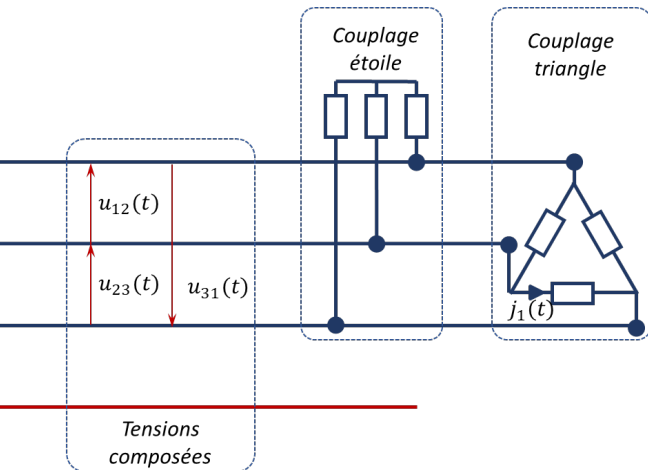 Couplage
étoile
Couplage
triangle
u₁₂(t)
u₂₃(t)
u₃₁(t)
j₁(t)
Tensions
composées